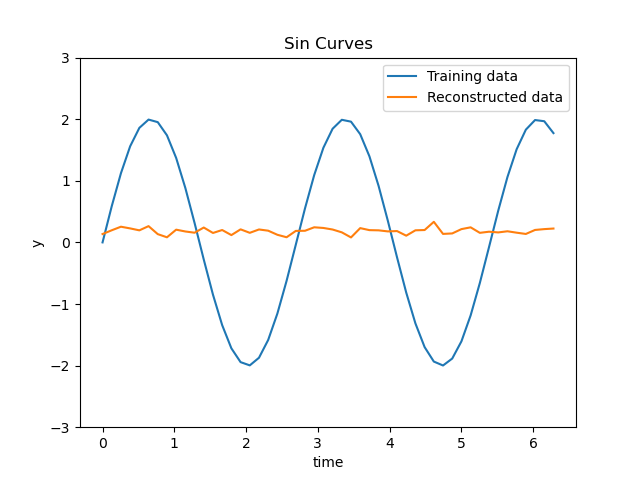 Sin Curves
Training data
Reconstructed data
3
2
1
0
−1
−2
−3
y
0 1 2 3 4 5 6
time